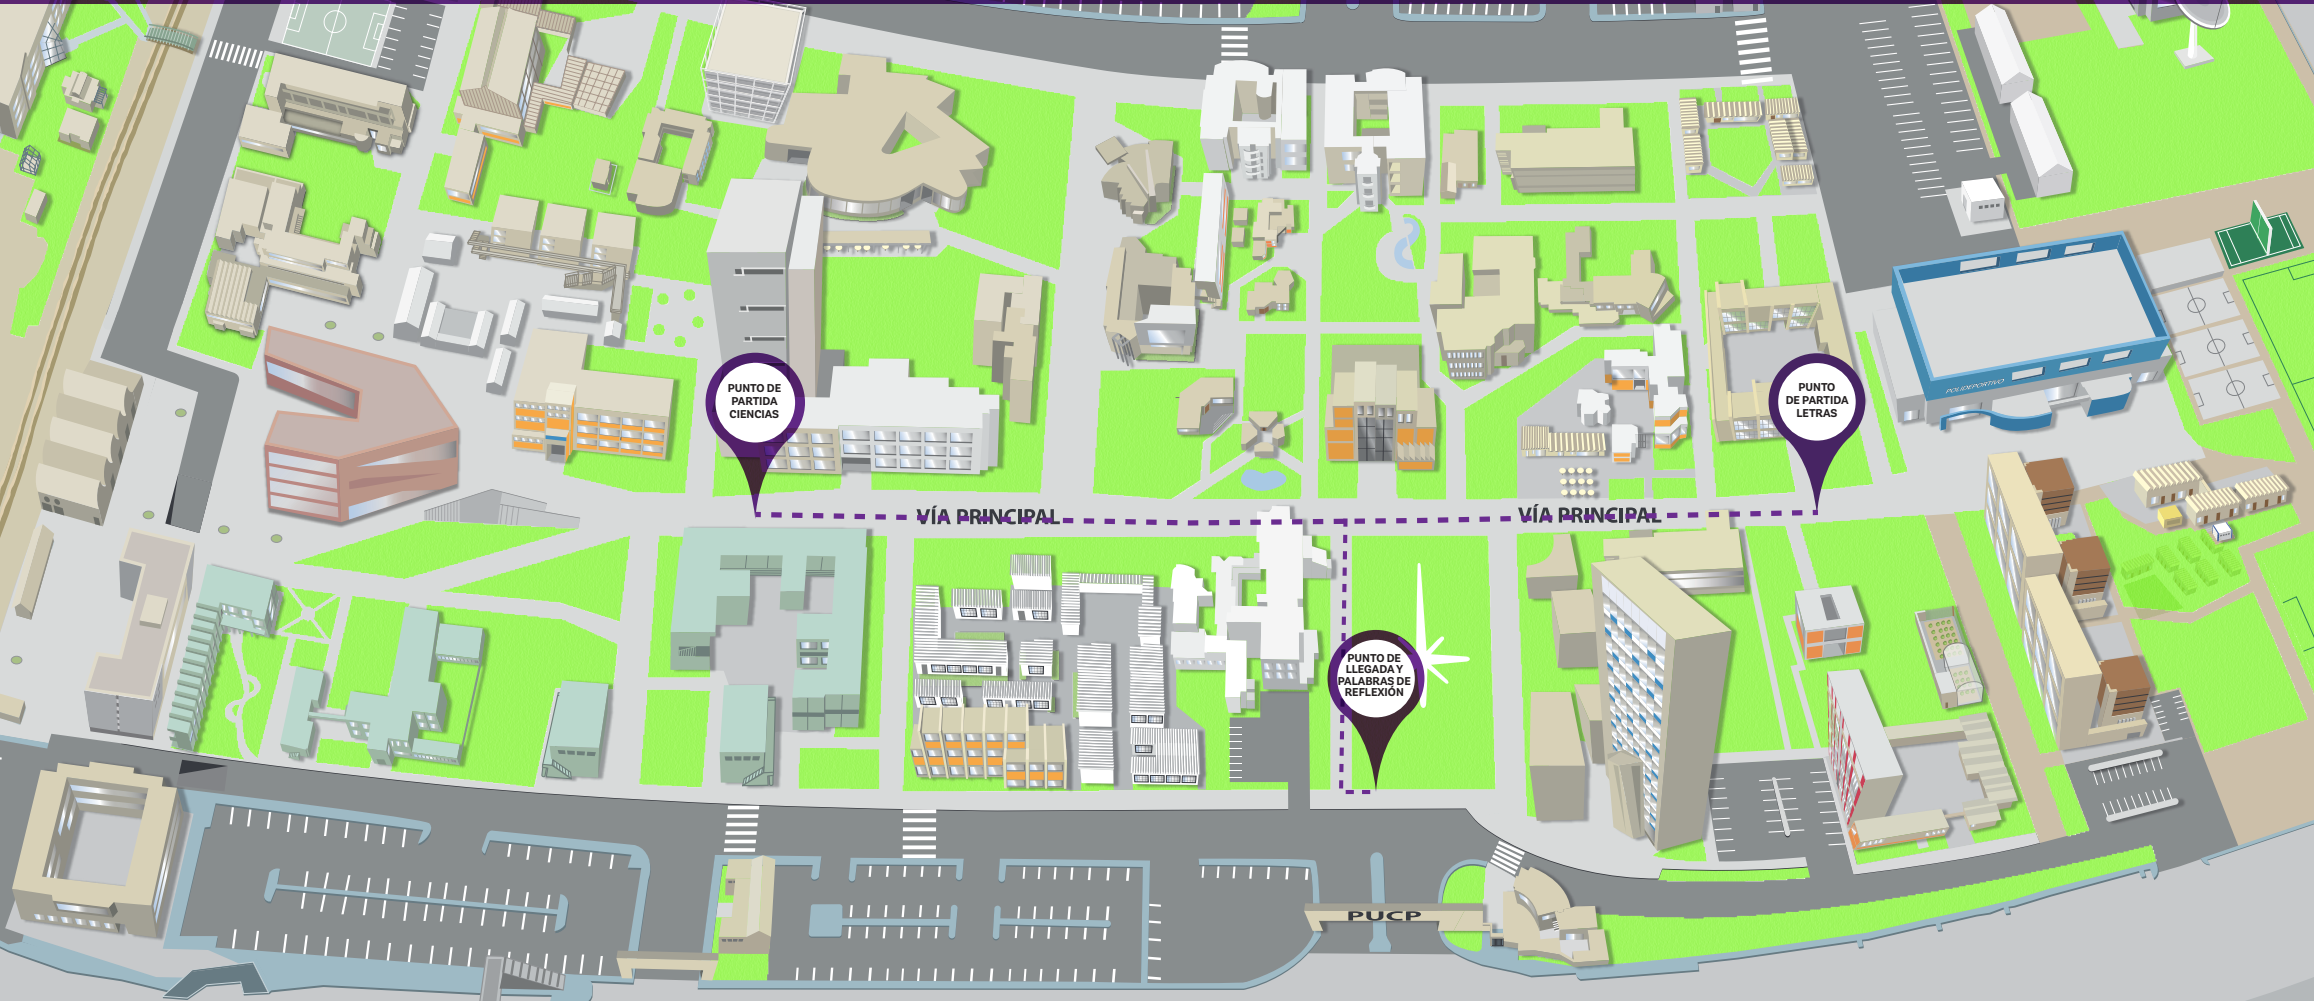 POLIDEPORTIVO
PUNTO DE
PARTIDA
CIENCIAS
PUNTO
DE PARTIDA
LETRAS
VÍA PRINCIPAL
VÍA PRINCIPAL
PUNTO DE
LLEGADA Y
PALABRAS DE
REFLEXIÓN
PUCP